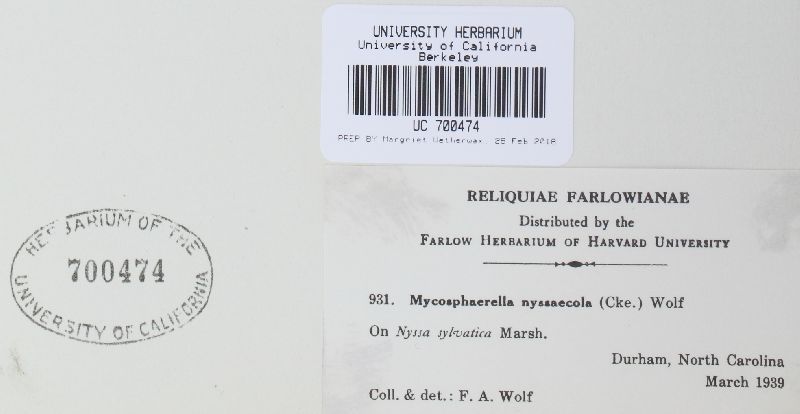 UNIVERSITY HERBARIUM
University of California
Berkeley
UC 700474
PREP BY Margriet Wetherwax 25 Feb 2016
HERBARIUM OF THE
700474
UNIVERSITY OF CALIFORNIA
RELIQUIAE FARLOWIANAE
Distributed by the
FARLOW HERBARIUM OF HARVARD UNIVERSITY
931. Mycosphaerella nyssaecola (Cke.) Wolf
On Nyssa sylvatica Marsh.
Durham, North Carolina
March 1939
Coll. & det.: F. A. Wolf